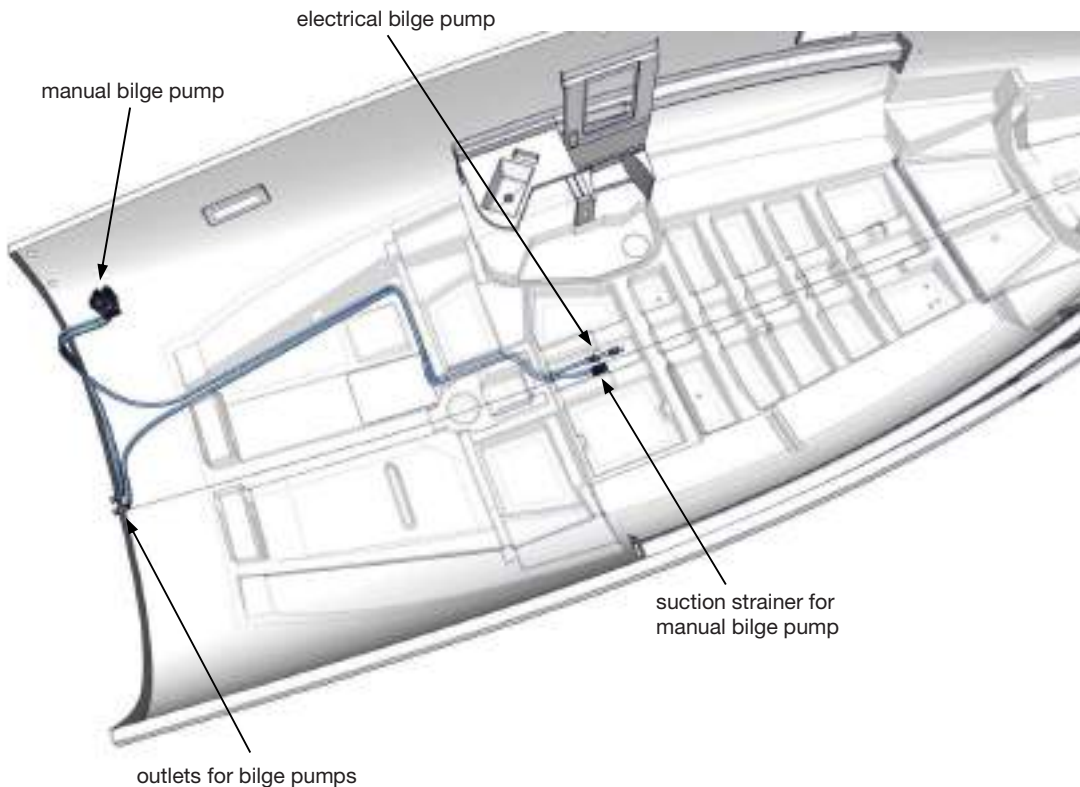 electrical bilge pump
manual bilge pump
suction strainer for
manual bilge pump
outlets for bilge pumps